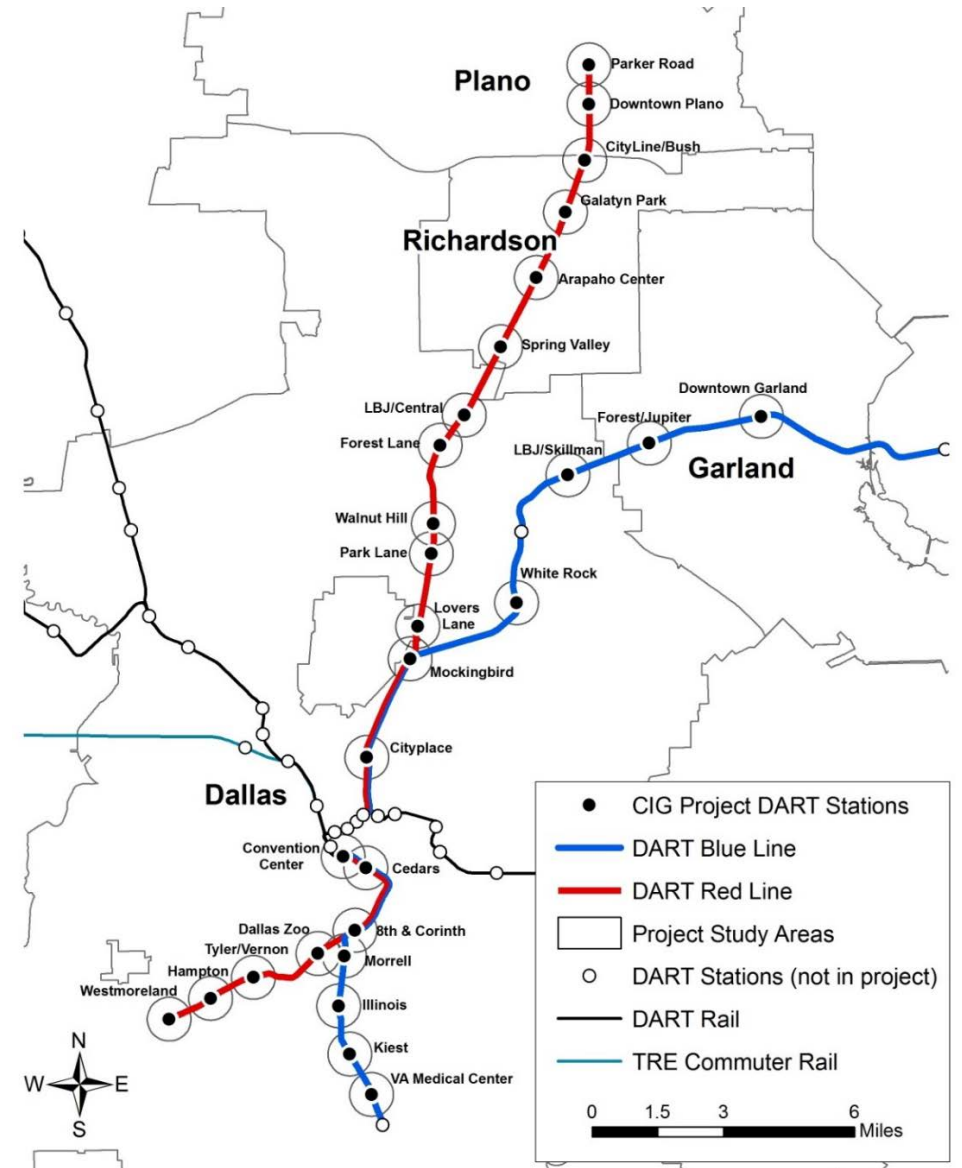 Parker Road
Plano
Downtown Plano
CityLine/Bush
Galatyn Park
Richardson
Arapaho Center
Spring Valley
Downtown Garland
LBJ/Central
Forest/Jupiter
Forest Lane
LBJ/Skillman
Garland
Walnut Hill
Park Lane
White Rock
Lovers
Lane
Mockingbird
Cityplace
Dallas
Convention
Center
Cedars
Dallas Zoo
8th & Corinth
Tyler/Vernon
Morrell
Hampton
Westmoreland
Illinois
Kiest
VA Medical Center
N
W
E
S
CIG Project DART Stations
DART Blue Line
DART Red Line
Project Study Areas
DART Stations (not in project)
DART Rail
TRE Commuter Rail
0 1.5 3 6
Miles